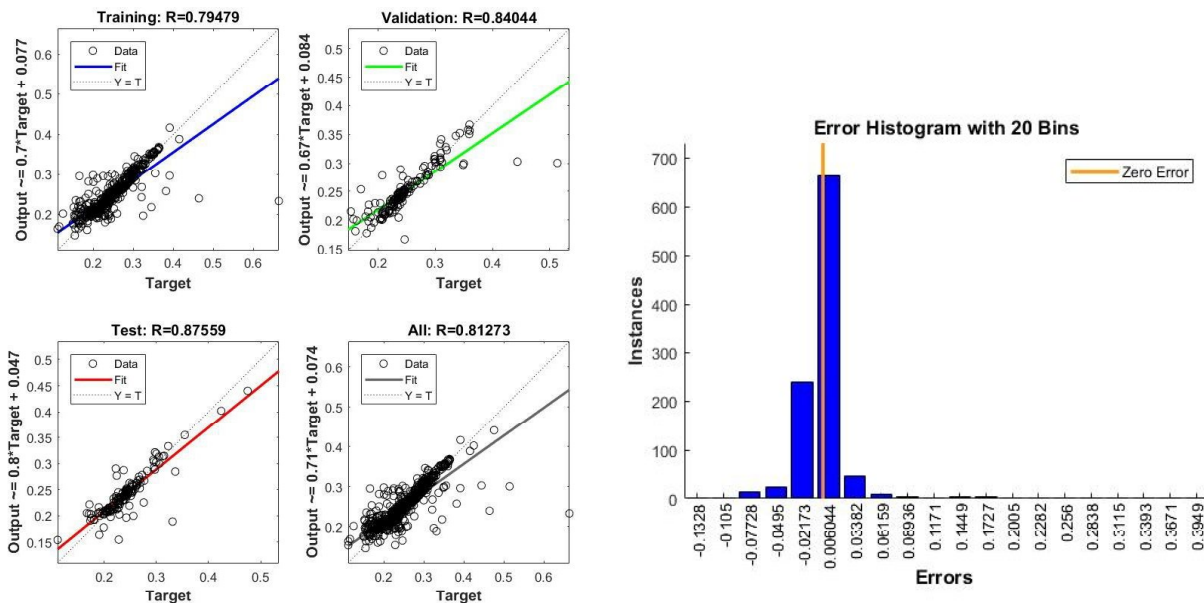 Training: R=0.79479
Output ~= 0.7*Target + 0.077
0.6
0.5
0.4
0.3
0.2
Data
Fit
Y = T
0.2 0.3 0.4 0.5 0.6
Target
Validation: R=0.84044
Output ~= 0.67*Target + 0.084
0.5
0.45
0.4
0.35
0.3
0.25
0.2
0.15
Data
Fit
Y = T
0.2 0.3 0.4 0.5
Target
Test: R=0.87559
Output ~= 0.8*Target + 0.047
0.5
0.45
0.4
0.35
0.3
0.25
0.2
0.15
Data
Fit
Y = T
0.2 0.3 0.4 0.5
Target
All: R=0.81273
Output ~= 0.71*Target + 0.074
0.6
0.5
0.4
0.3
0.2
Data
Fit
Y = T
0.2 0.3 0.4 0.5 0.6
Target
Error Histogram with 20 Bins
Instances
700
600
500
400
300
200
100
0
Zero Error
-0.1328
-0.105
-0.07728
-0.0495
-0.02173
0.006044
0.03382
0.06159
0.08936
0.1171
0.1449
0.1727
0.2005
0.2282
0.256
0.2838
0.3115
0.3393
0.3671
0.3949
Errors